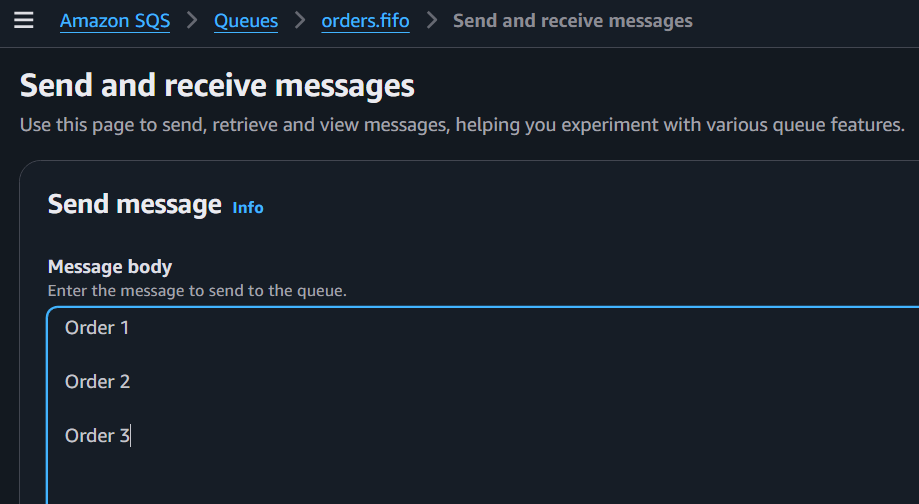 Amazon SQS > Queues > orders.fifo > Send and receive messages
Send and receive messages
Use this page to send, retrieve and view messages, helping you experiment with various queue features.
Send message Info
Message body
Enter the message to send to the queue.
Order 1
Order 2
Order 3